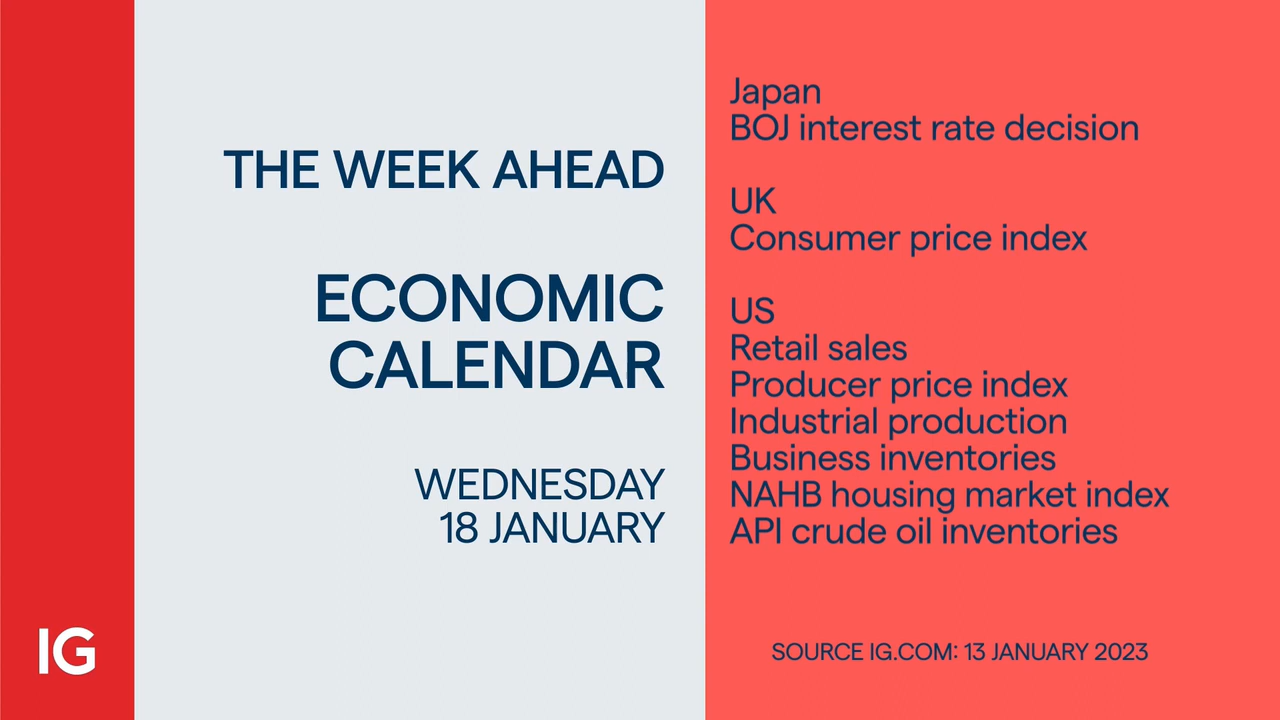 THE WEEK AHEAD
ECONOMIC
CALENDAR
WEDNESDAY
18 JANUARY
IG
Japan
BOJ interest rate decision
UK
Consumer price index
US
Retail sales
Producer price index
Industrial production
Business inventories
NAHB housing market index
API crude oil inventories
SOURCE IG.COM: 13 JANUARY 2023